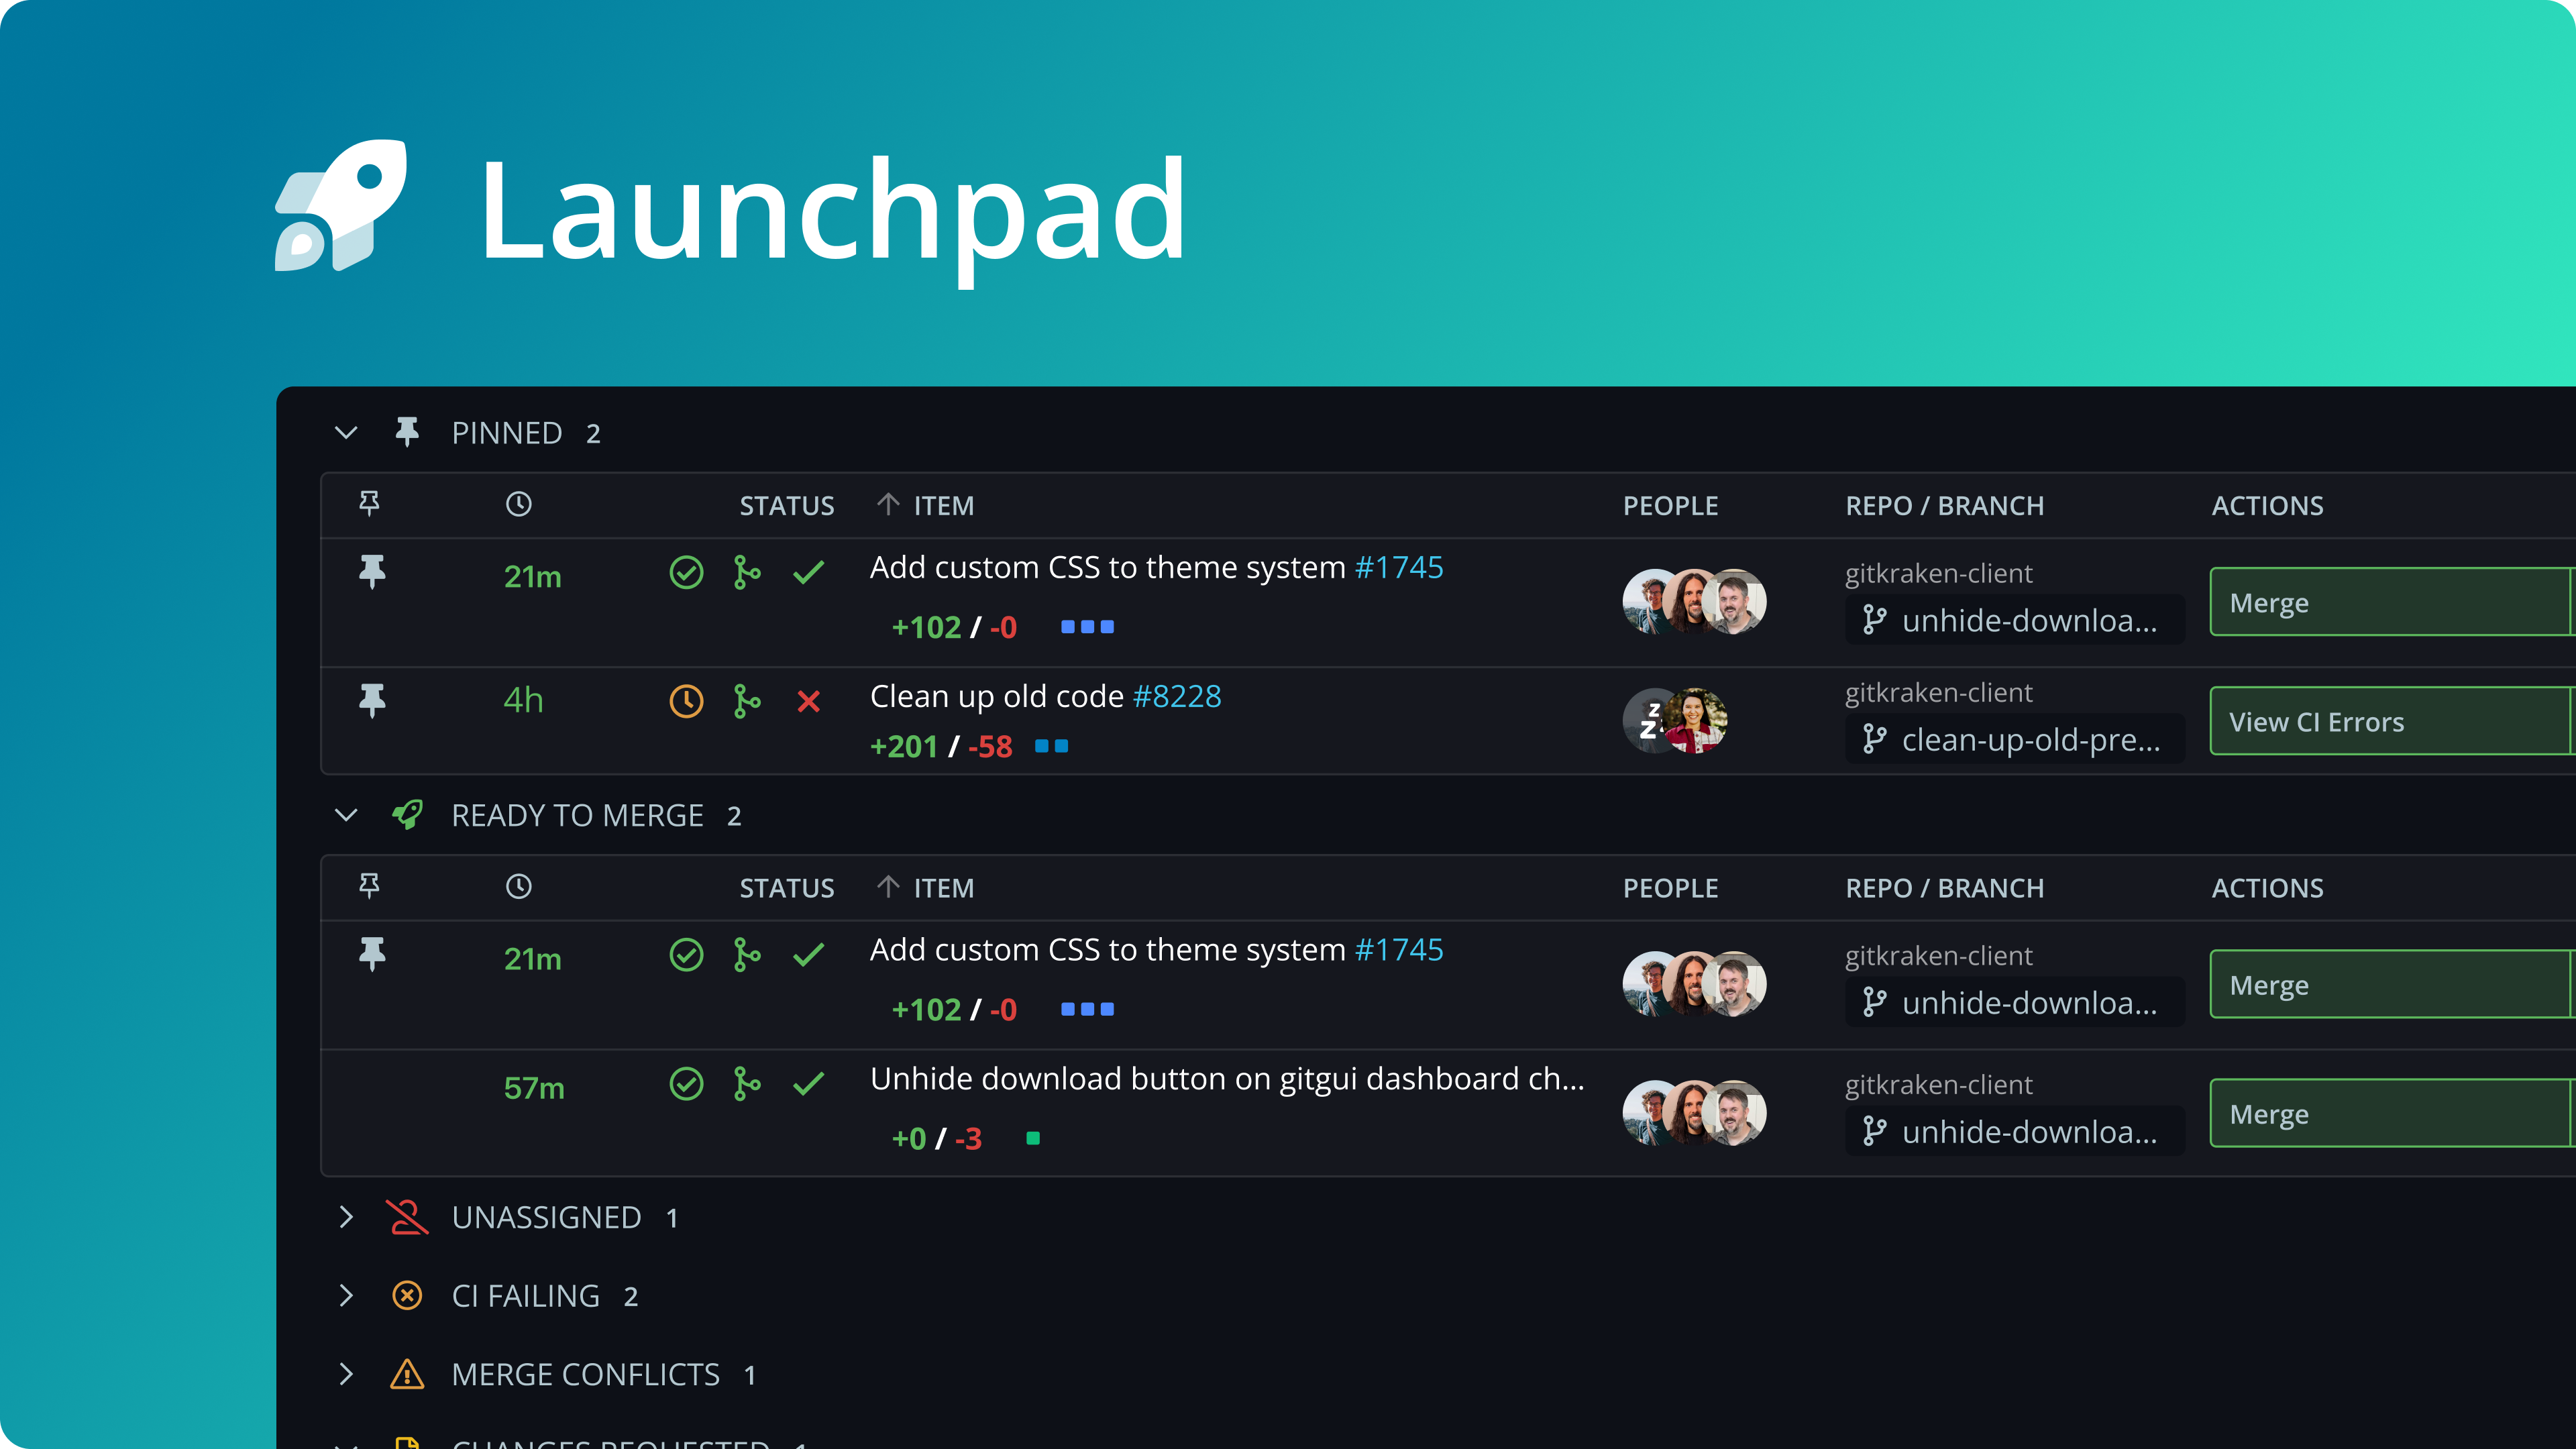 Launchpad
PINNED 2
STATUS ITEM PEOPLE REPO / BRANCH ACTIONS
21m Add custom CSS to theme system #1745 gitkraken-client Merge
+102 / -0 unhide-downloa...
4h Clean up old code #8228 gitkraken-client View CI Errors
+201 / -58 zz clean-up-old-pre...
READY TO MERGE 2
STATUS ITEM PEOPLE REPO / BRANCH ACTIONS
21m Add custom CSS to theme system #1745 gitkraken-client Merge
+102 / -0 unhide-downloa...
57m Unhide download button on gitgui dashboard ch... gitkraken-client Merge
+0 / -3 unhide-downloa...
UNASSIGNED 1
CI FAILING 2
MERGE CONFLICTS 1
CHANGES REQUESTED 1